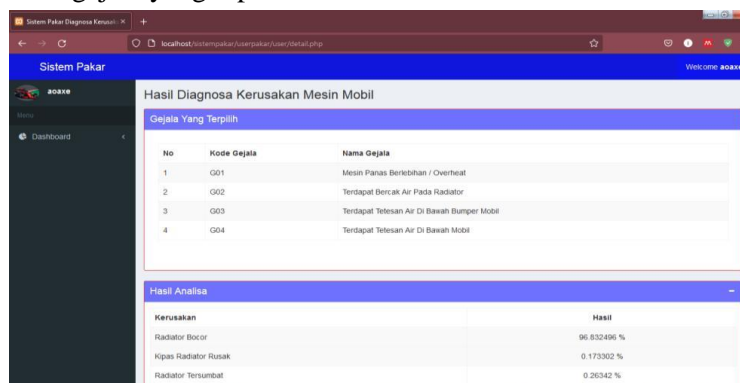 Sistem Pakar Diagnosa Kerusak
localhost/sistempakar/userpakar/user/detail.php
Sistem Pakar
Welcome aoaxe
aoaxe
Menu
Dashboard
Hasil Diagnosa Kerusakan Mesin Mobil
Gejala Yang Terpilih
No Kode Gejala Nama Gejala
1 G01 Mesin Panas Berlebihan / Overheat
2 G02 Terdapat Bercak Air Pada Radiator
3 G03 Terdapat Tetesan Air Di Bawah Bumper Mobil
4 G04 Terdapat Tetesan Air Di Bawah Mobil
Hasil Analisa
Kerusakan Hasil
Radiator Bocor 96.832496 %
Kipas Radiator Rusak 0.173302 %
Radiator Tersumbat 0.26342 %